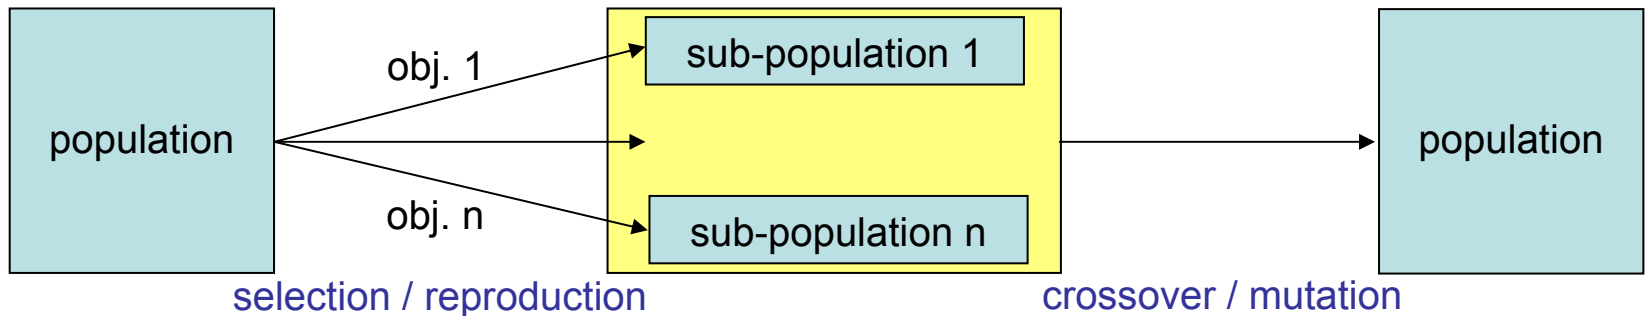 population
obj. 1
obj. n
sub-population 1
sub-population n
population
selection / reproduction
crossover / mutation